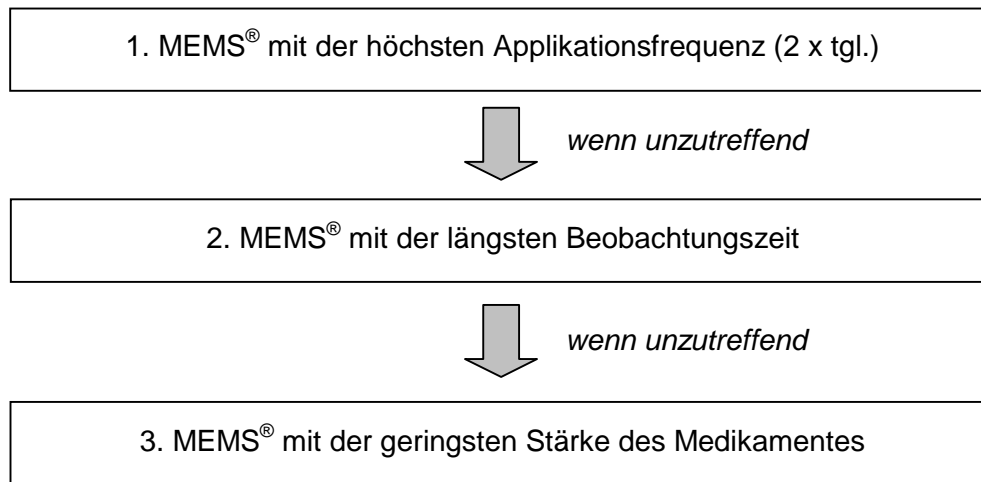 1. MEMS® mit der höchsten Applikationsfrequenz (2 x tgl.)
wenn unzutreffend
2. MEMS® mit der längsten Beobachtungszeit
wenn unzutreffend
3. MEMS® mit der geringsten Stärke des Medikamentes